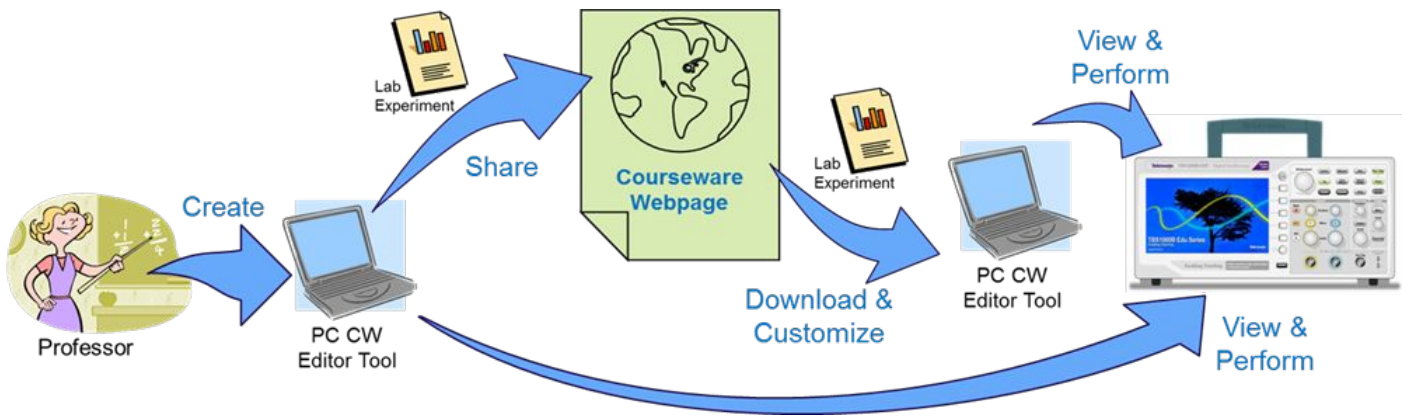 Lab
Experiment
Share
Create
Professor
PC CW
Editor Tool
Courseware
Webpage
Lab
Experiment
Download &
Customize
PC CW
Editor Tool
View &
Perform
Tektronix
TBS1000B Edu Series
View &
Perform